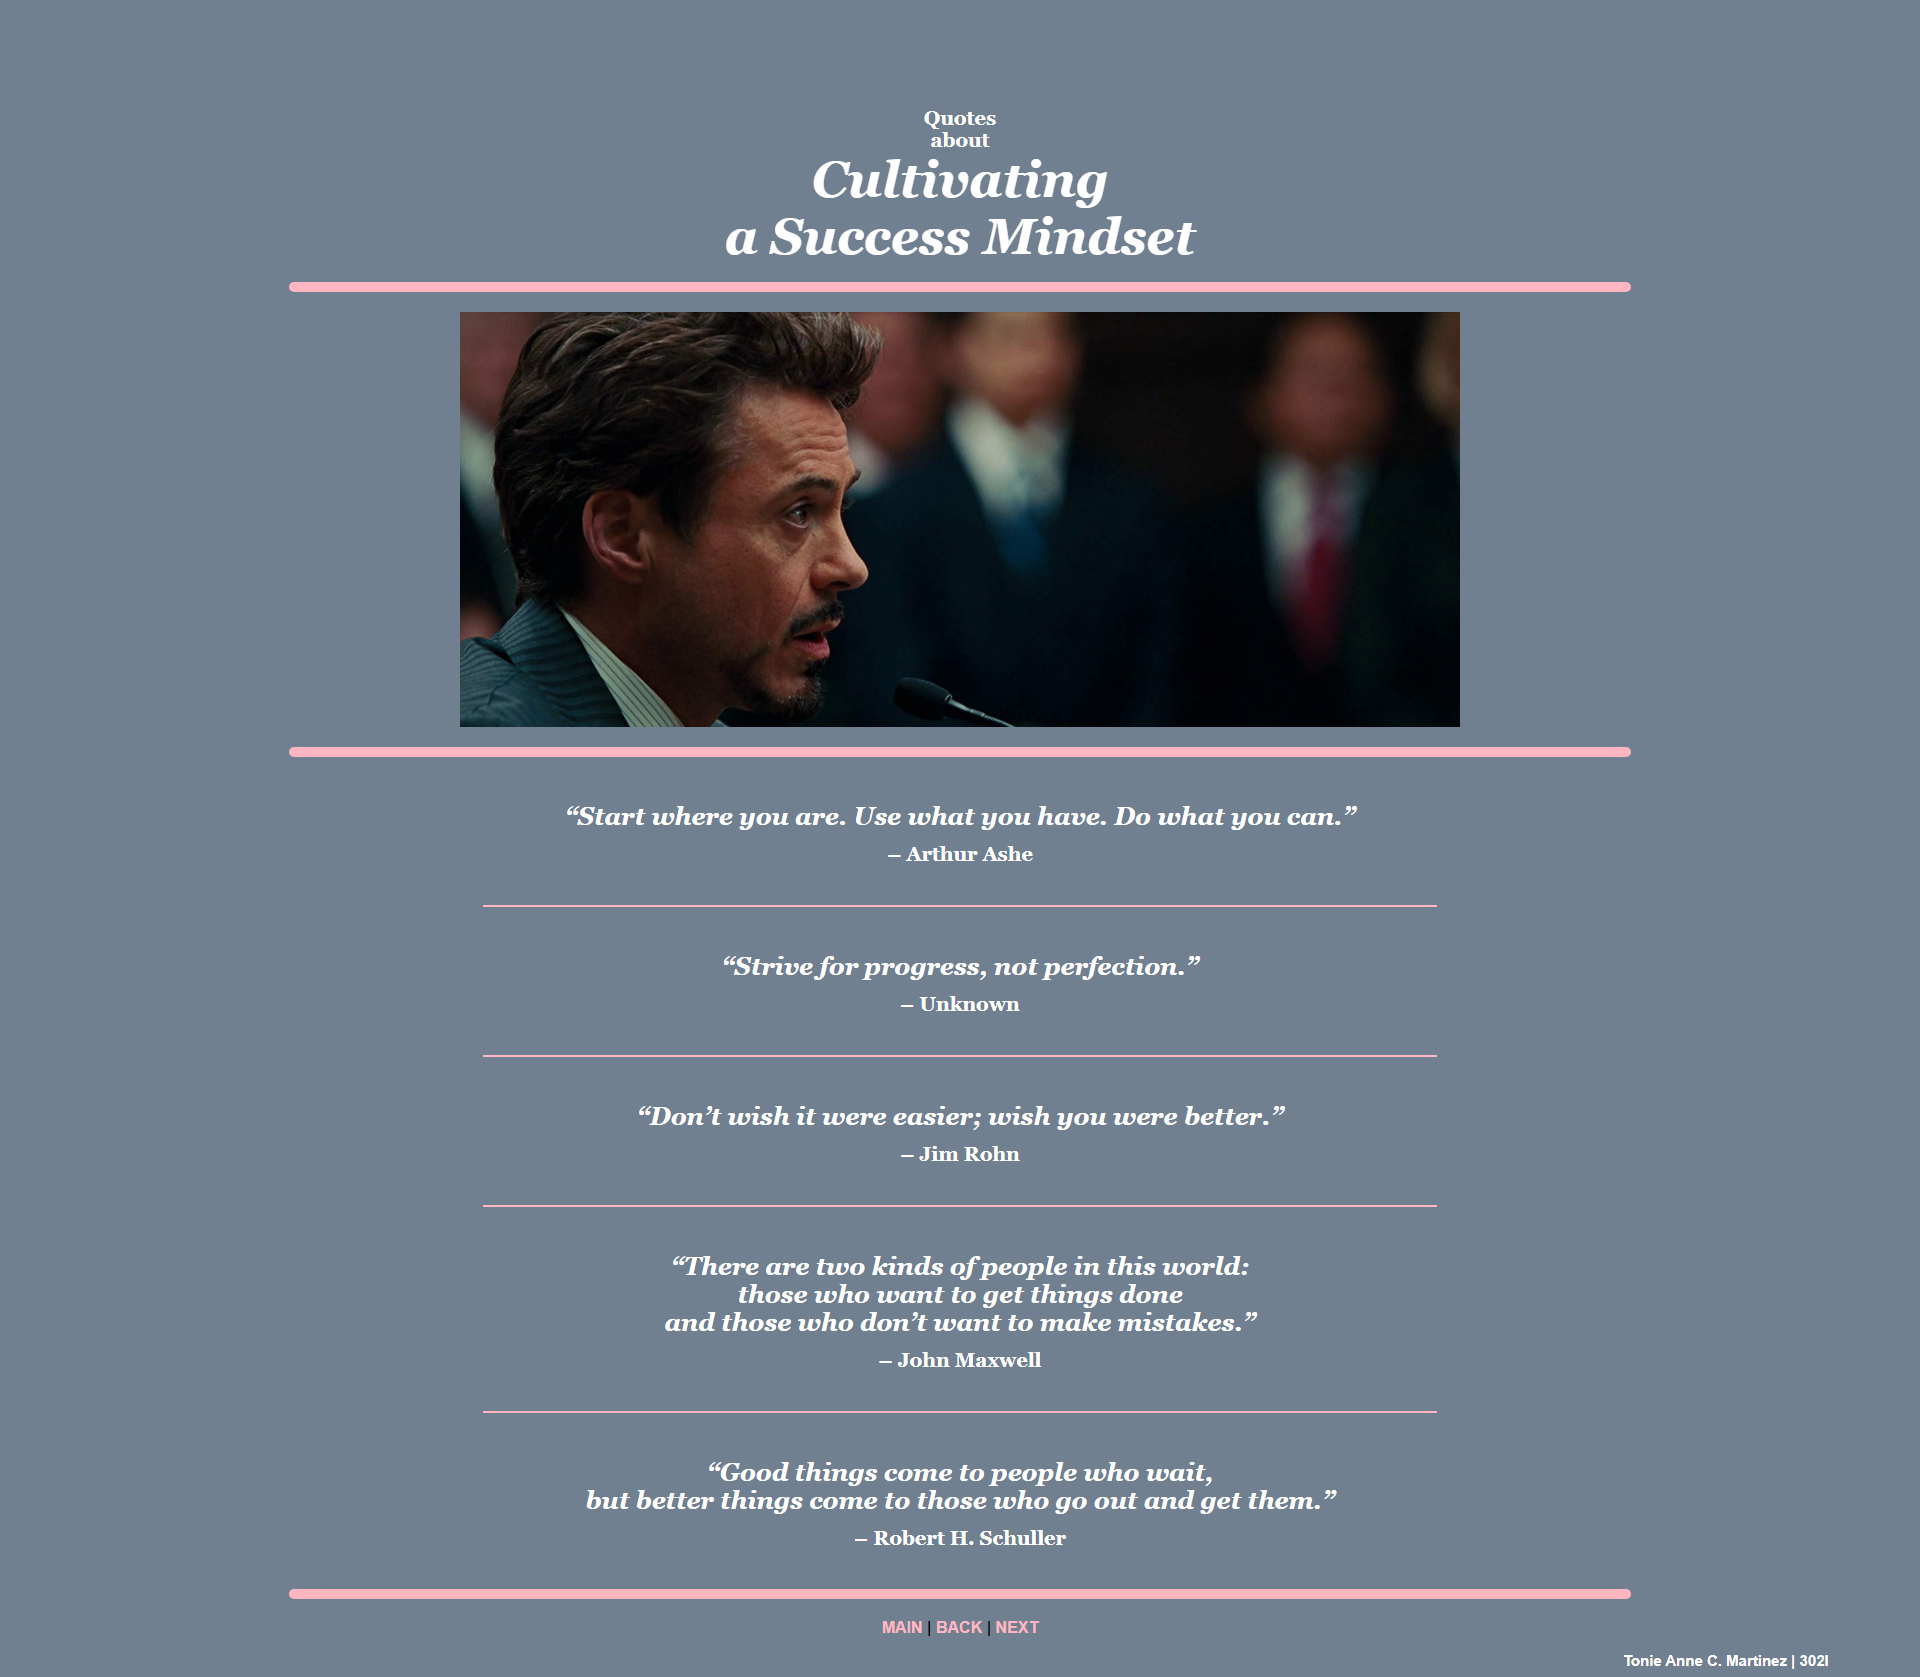 Quotes
about
Cultivating
a Success Mindset
“Start where you are. Use what you have. Do what you can.”
– Arthur Ashe
“Strive for progress, not perfection.”
– Unknown
“Don’t wish it were easier; wish you were better.”
– Jim Rohn
“There are two kinds of people in this world:
those who want to get things done
and those who don’t want to make mistakes.”
– John Maxwell
“Good things come to people who wait,
but better things come to those who go out and get them.”
– Robert H. Schuller
MAIN | BACK | NEXT
Tonie Anne C. Martinez | 302I